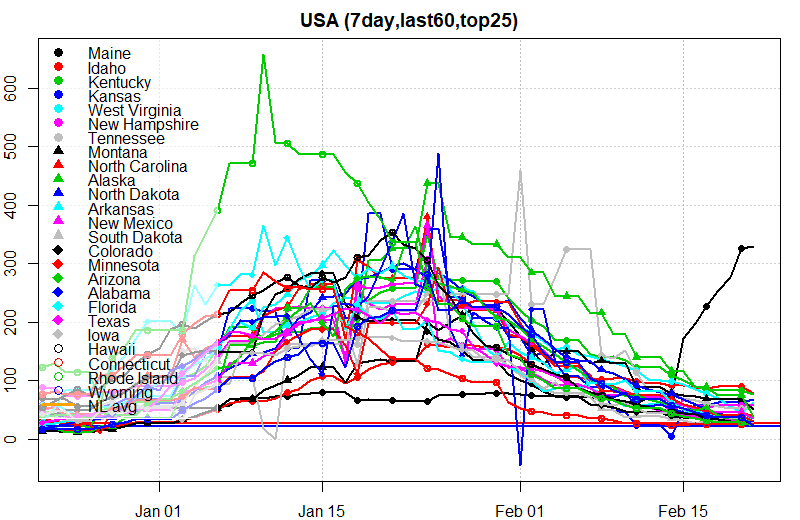 USA (7day,last60,top25)
600
500
400
300
200
100
0
Maine
Idaho
Kentucky
Kansas
West Virginia
New Hampshire
Tennessee
Montana
North Carolina
Alaska
North Dakota
Arkansas
New Mexico
South Dakota
Colorado
Minnesota
Arizona
Alabama
Florida
Texas
Iowa
Hawaii
Connecticut
Rhode Island
Wyoming
NL avg
Jan 01
Jan 15
Feb 01
Feb 15